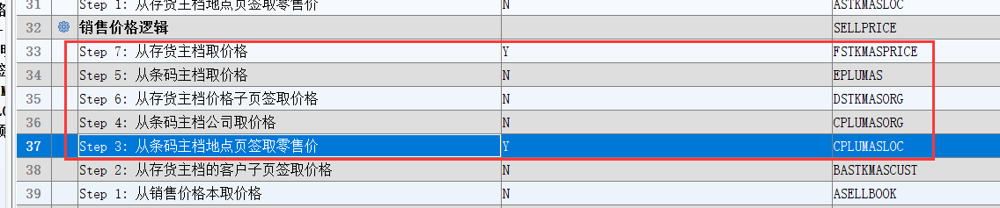 31 Step 1: 从存货主档地点页签取零售价 N ASTKMASLOC
32 销售价格逻辑 SELLPRICE
33 Step 7: 从存货主档取价格 Y FSTKMASPRICE
34 Step 5: 从条码主档取价格 N EPLUMAS
35 Step 6: 从存货主档价格子页签取价格 N DSTKMASORG
36 Step 4: 从条码主档公司取价格 N CPLUMASORG
37 Step 3: 从条码主档地点页签取零售价 Y CPLUMASLOC
38 Step 2: 从存货主档的客户子页签取价格 N BASTKMASCUST
39 Step 1: 从销售价格本取价格 N ASELLBOOK